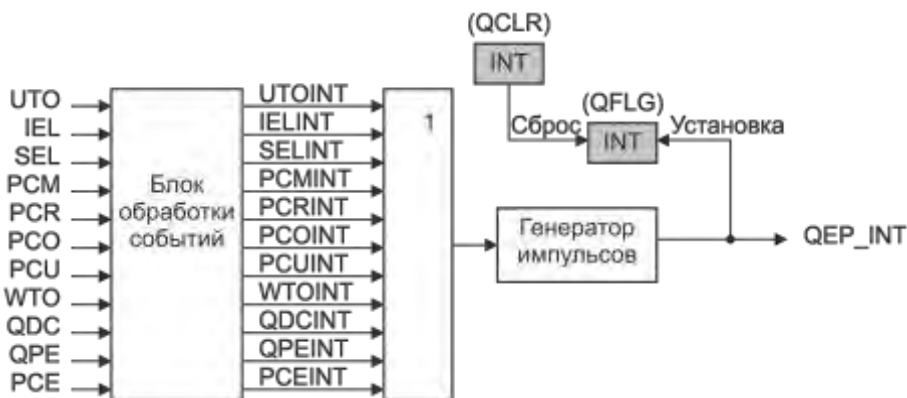 (QCLR)
INT
(QFLG)
Сброс
INT
Установка
UTO
IEL
SEL
PCM
PCR
PCO
PCU
WTO
QDC
QPE
PCE
Блок
обработки
событий
UTOINT
IELINT
SELINT
PCMINT
PCRINT
PCOINT
PCUINT
WTOINT
QDCINT
QPEINT
PCEINT
1
Генератор
импульсов
QEP_INT